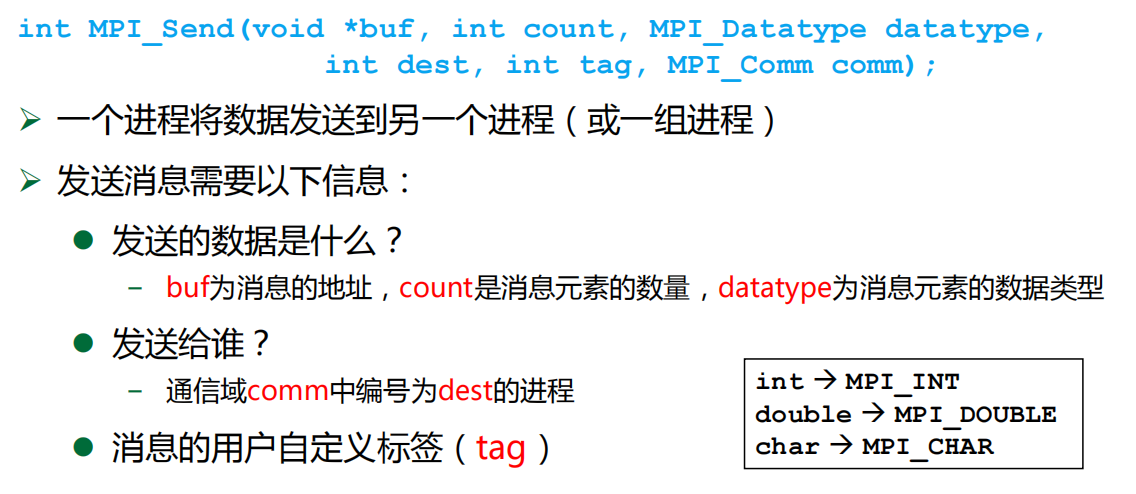 int MPI_Send(void *buf, int count, MPI_Datatype datatype,
int dest, int tag, MPI_Comm comm);
➢ 一个进程将数据发送到另一个进程（或一组进程）
➢ 发送消息需要以下信息：
● 发送的数据是什么？
– buf为消息的地址，count是消息元素的数量，datatype为消息元素的数据类型
● 发送给谁？
– 通信域comm中编号为dest的进程
● 消息的用户自定义标签（tag）
int → MPI_INT
double → MPI_DOUBLE
char → MPI_CHAR